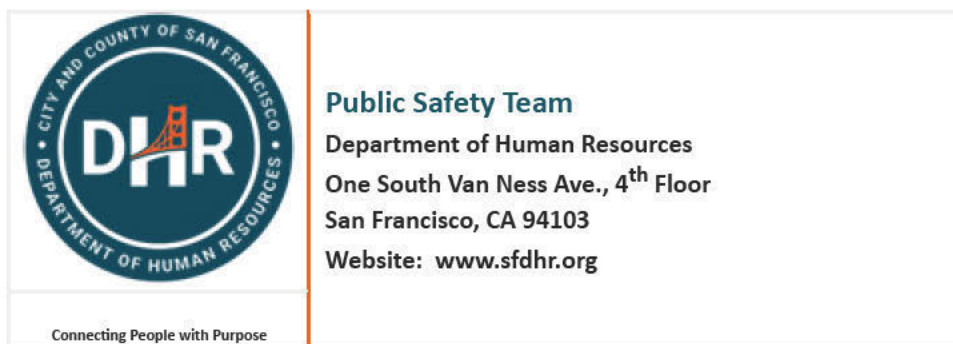 CITY AND COUNTY OF SAN FRANCISCO
DHR
• DEPARTMENT OF HUMAN RESOURCES •
Connecting People with Purpose
Public Safety Team
Department of Human Resources
One South Van Ness Ave., 4th Floor
San Francisco, CA 94103
Website: www.sfdhr.org